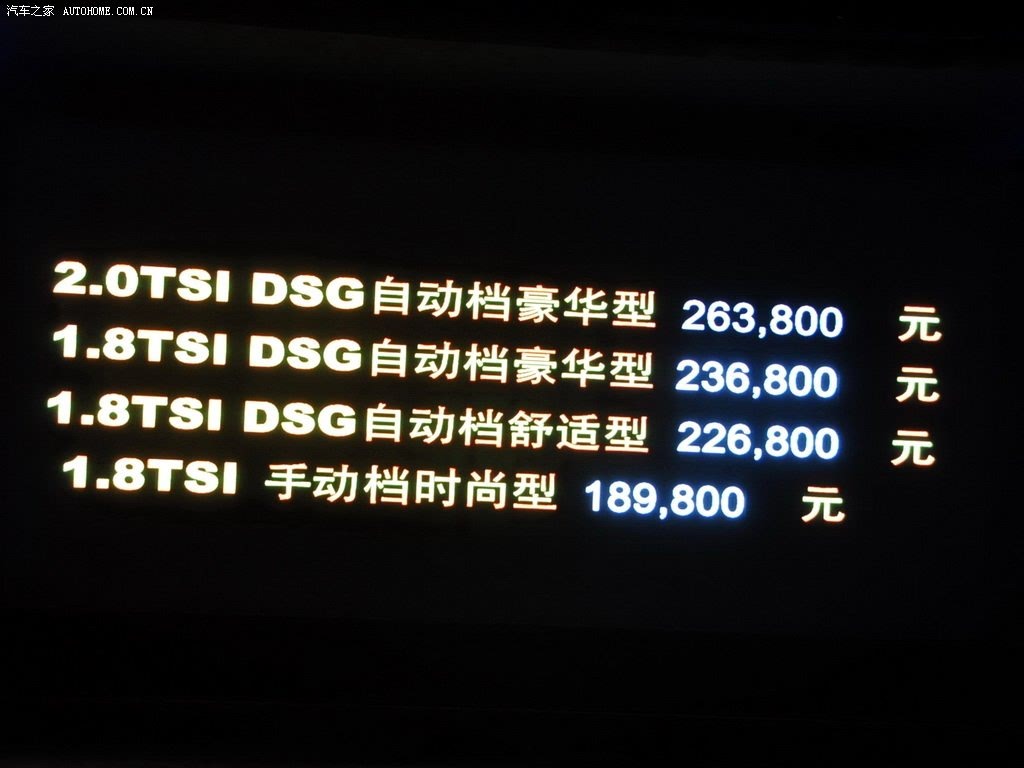 汽车之家 AUTOHOME.COM.CN
2.0TSI DSG自动档豪华型 263,800 元
1.8TSI DSG自动档豪华型 236,800 元
1.8TSI DSG自动档舒适型 226,800 元
1.8TSI 手动档时尚型 189,800 元